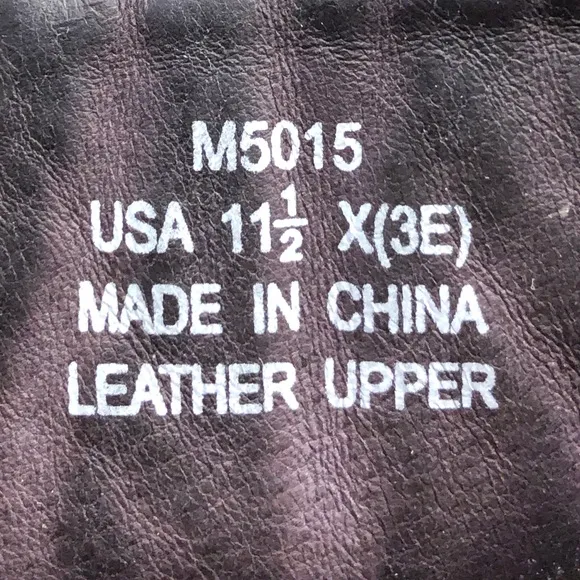 M5015
USA 11½ X(3E)
MADE IN CHINA
LEATHER UPPER